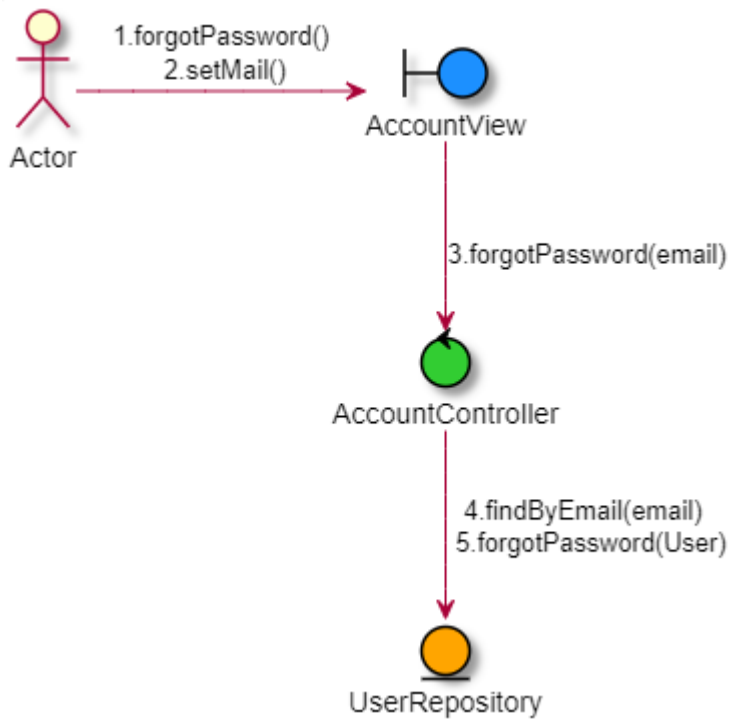 1.forgotPassword()
2.setMail()
Actor
AccountView
3.forgotPassword(email)
AccountController
4.findByEmail(email)
5.forgotPassword(User)
UserRepository